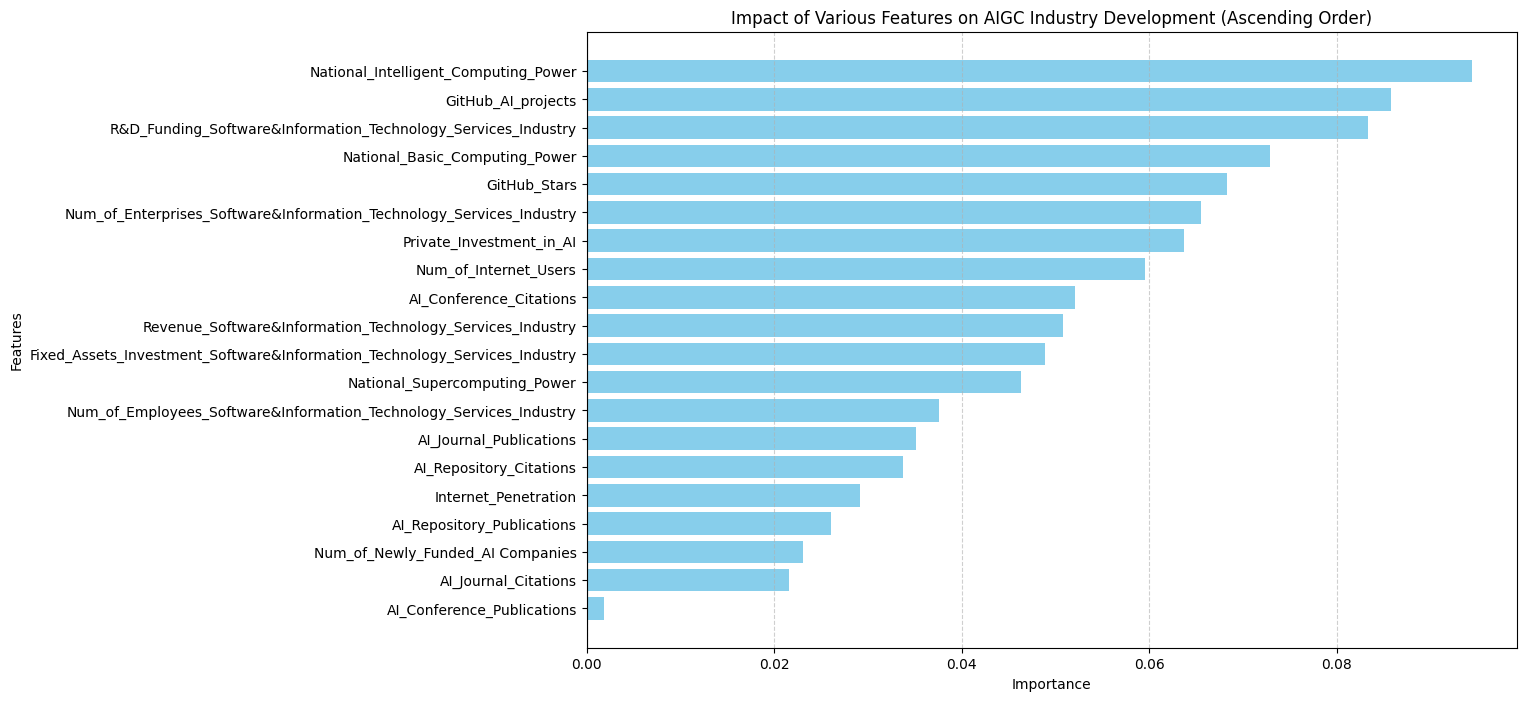 Impact of Various Features on AIGC Industry Development (Ascending Order)
Features
National_Intelligent_Computing_Power
GitHub_AI_projects
R&D_Funding_Software&Information_Technology_Services_Industry
National_Basic_Computing_Power
GitHub_Stars
Num_of_Enterprises_Software&Information_Technology_Services_Industry
Private_Investment_in_AI
Num_of_Internet_Users
AI_Conference_Citations
Revenue_Software&Information_Technology_Services_Industry
Fixed_Assets_Investment_Software&Information_Technology_Services_Industry
National_Supercomputing_Power
Num_of_Employees_Software&Information_Technology_Services_Industry
AI_Journal_Publications
AI_Repository_Citations
Internet_Penetration
AI_Repository_Publications
Num_of_Newly_Funded_AI Companies
AI_Journal_Citations
AI_Conference_Publications
0.00 0.02 0.04 0.06 0.08
Importance